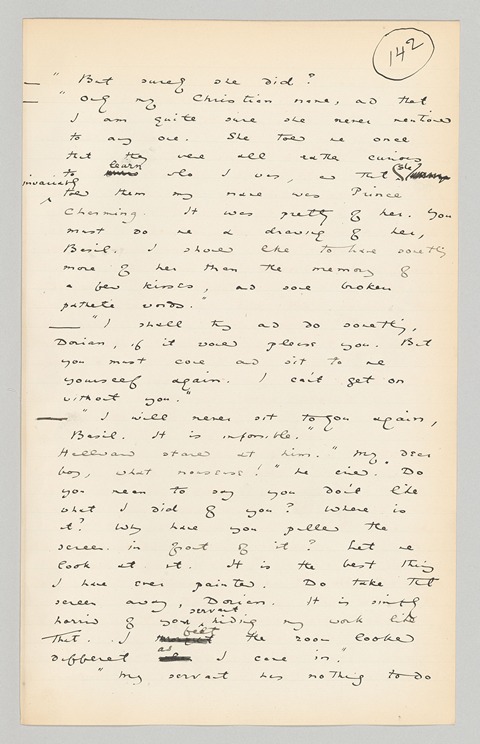 142
— " But surely she did?
— " Only my Christian name, and that
I am quite sure she never mentioned
to any one. She told me once
that they were all rather curious
to learn who I was, and that she
invariably told them my name was Prince
Charming. It was pretty of her. You
must do me a drawing of her,
Basil. I should like to have something
more of her than the memory of
a few kisses, and some broken
pathetic words."
— "I shall try and do something,
Dorian, if it would please you. But
you must come and sit to me
yourself again. I can't get on
without you."
— "I will never sit to you again,
Basil. It is impossible."
Hallward stared at him. "My dear
boy, what nonsense!" he cried. Do
you mean to say you don't like
what I did of you? Where is
it? Why have you pulled the
screen in front of it? Let me
look at it. It is the best thing
I have ever painted. Do take that
screen away, Dorian. It is simply
horrid of your servant hiding my work like
that. I felt the room looked
different as I came in."
"My servant has nothing to do